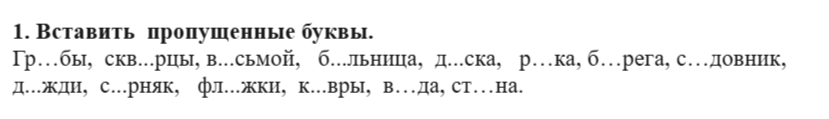 1. Вставить пропущенные буквы.
Гр…бы, скв...рцы, в...сьмой, б...льница, д...ска, р…ка, б…рега, с…довник,
д...жди, с...рняк, фл...жки, к...вры, в…да, ст…на.